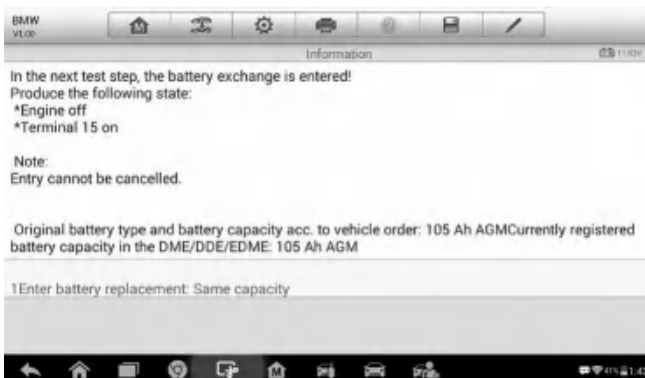 BMW
V1.00
Information
In the next test step, the battery exchange is entered!
Produce the following state:
*Engine off
*Terminal 15 on
Note:
Entry cannot be cancelled.
Original battery type and battery capacity acc. to vehicle order: 105 Ah AGMCurrently registered
battery capacity in the DME/DDE/EDME: 105 Ah AGM
1Enter battery replacement: Same capacity
41%